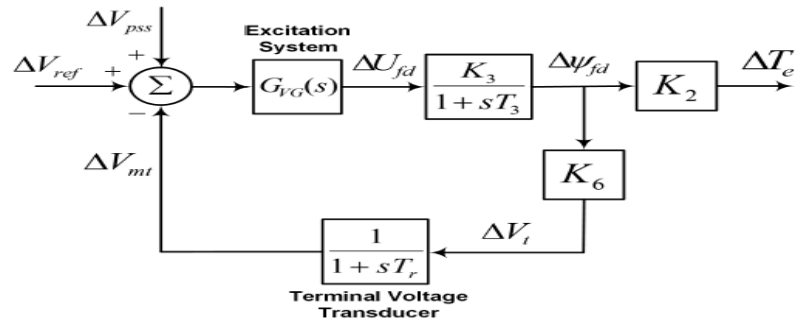 ΔV_pss
Excitation
System
ΔV_ref
+
+
Σ
−
G_VG(s)
ΔU_fd
K_3
1 + sT_3
Δψ_fd
K_2
ΔT_e
ΔV_mt
K_6
ΔV_t
1
1 + sT_r
Terminal Voltage
Transducer